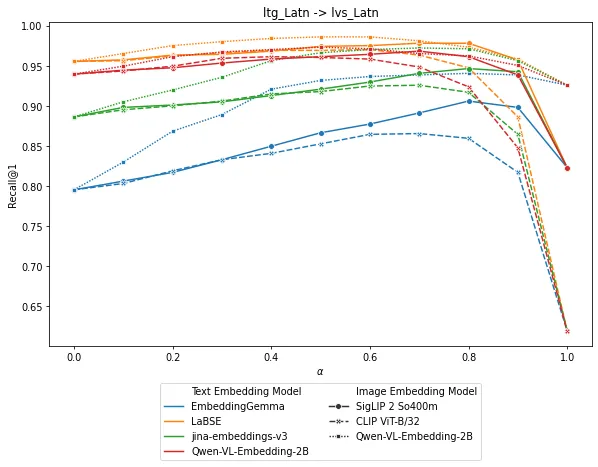 ltg_Latn -> lvs_Latn
1.00
0.95
0.90
0.85
0.80
0.75
0.70
0.65
Recall@1
0.0 0.2 0.4 0.6 0.8 1.0
α
Text Embedding Model Image Embedding Model
EmbeddingGemma SigLIP 2 So400m
LaBSE CLIP ViT-B/32
jina-embeddings-v3 Qwen-VL-Embedding-2B
Qwen-VL-Embedding-2B